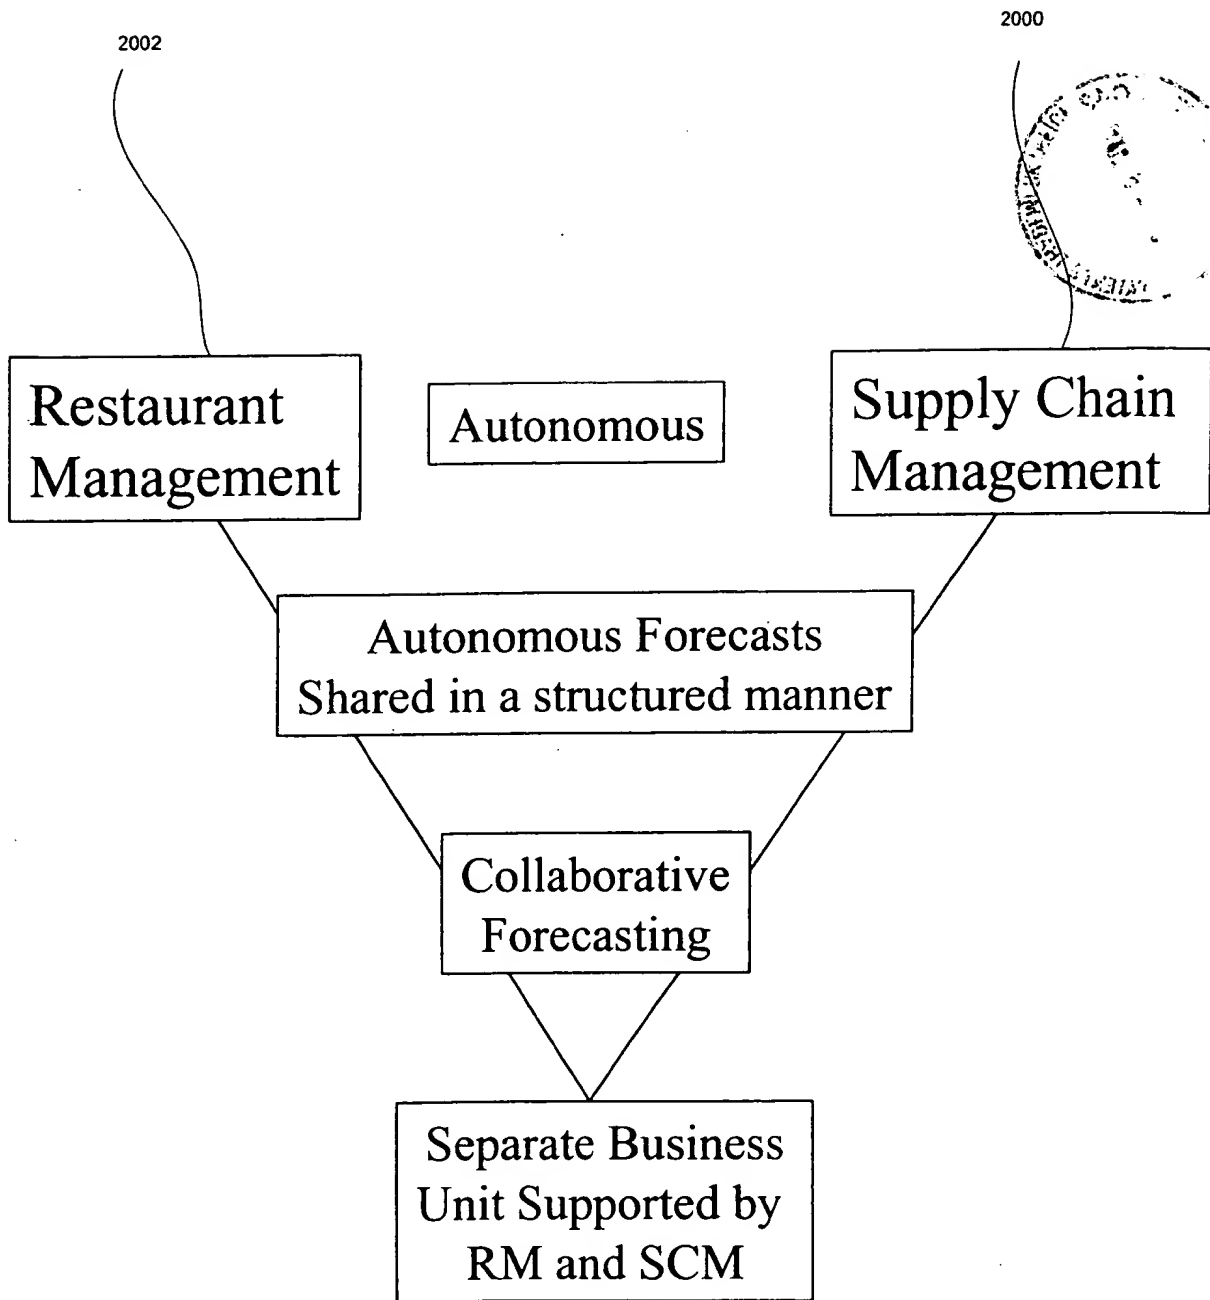 2002
2000
Restaurant
Management
Autonomous
Supply Chain
Management
Autonomous Forecasts
Shared in a structured manner
Collaborative
Forecasting
Separate Business
Unit Supported by
RM and SCM